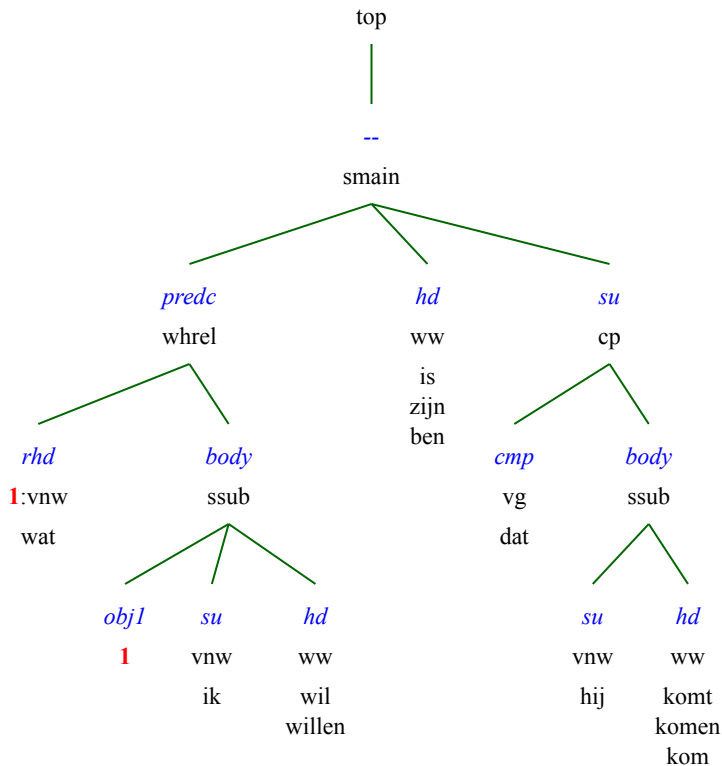 top
--
smain
predc hd su
whrel ww cp
is
zijn
ben
rhd body cmp body
1:vnw ssub vg ssub
wat dat
obj1 su hd su hd
1 vnw ww vnw ww
ik wil hij komt
willen komen
kom